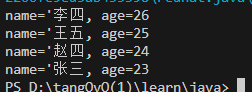 name='李四, age=26
name='王五, age=25
name='赵四, age=24
name='张三, age=23
PS D:\tangOyO(1)\learn\java>